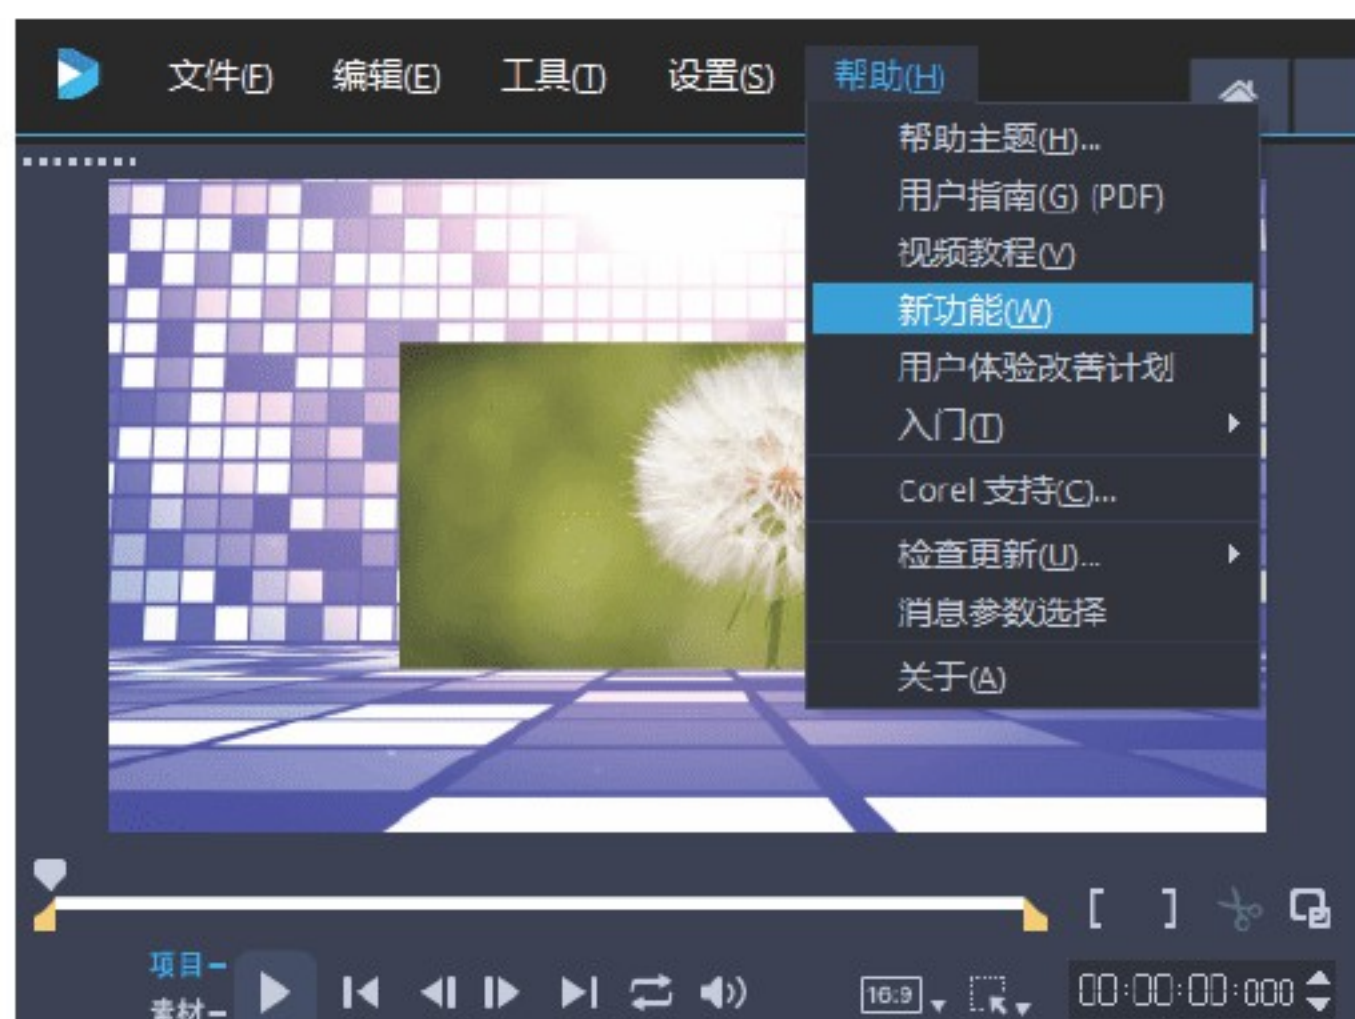 文件(F) 编辑(E) 工具(T) 设置(S) 帮助(H)
帮助主题(H)...
用户指南(G) (PDF)
视频教程(V)
新功能(W)
用户体验改善计划
入门(T)
Corel 支持(C)...
检查更新(U)...
消息参数选择
关于(A)
[ ]
项目－
素材－
16:9
00:00:00:000